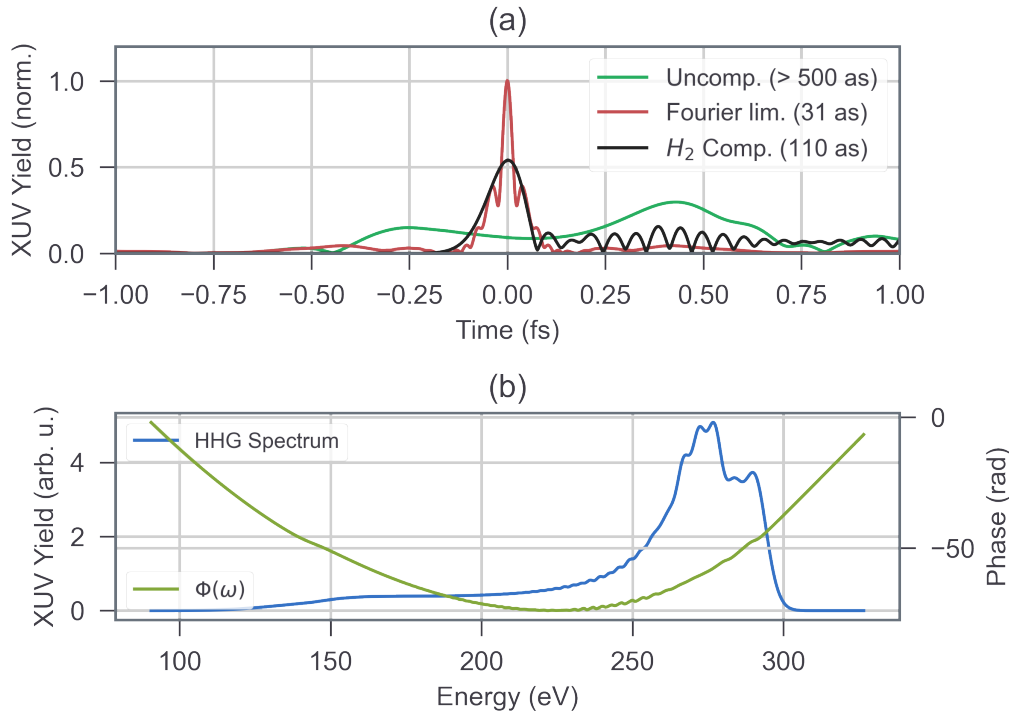 (a)
XUV Yield (norm.)
1.0
0.5
0.0
Uncomp. (> 500 as)
Fourier lim. (31 as)
H₂ Comp. (110 as)
−1.00 −0.75 −0.50 −0.25 0.00 0.25 0.50 0.75 1.00
Time (fs)
(b)
XUV Yield (arb. u.)
4
2
0
HHG Spectrum
Φ(ω)
0
−50
Phase (rad)
100 150 200 250 300
Energy (eV)